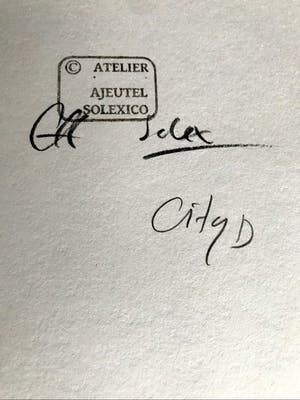 © ATELIER
AJEUTEL
SOLEXICO
Solex
City D